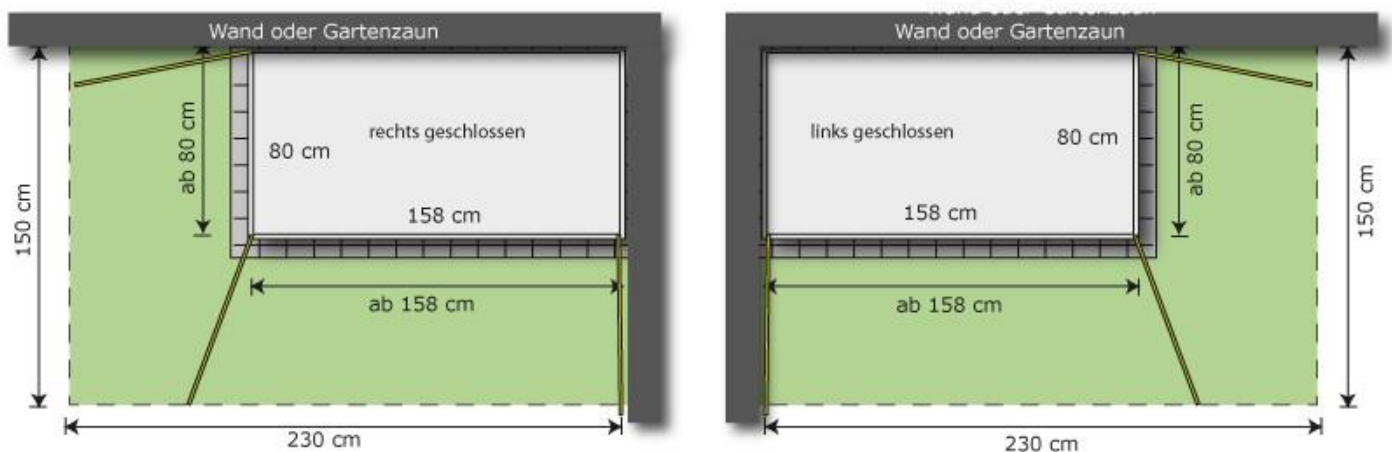 Wand oder Gartenzaun
ab 80 cm
150 cm
rechts geschlossen
80 cm
158 cm
ab 158 cm
230 cm
Wand oder Gartenzaun
links geschlossen
80 cm
ab 80 cm
150 cm
158 cm
ab 158 cm
230 cm